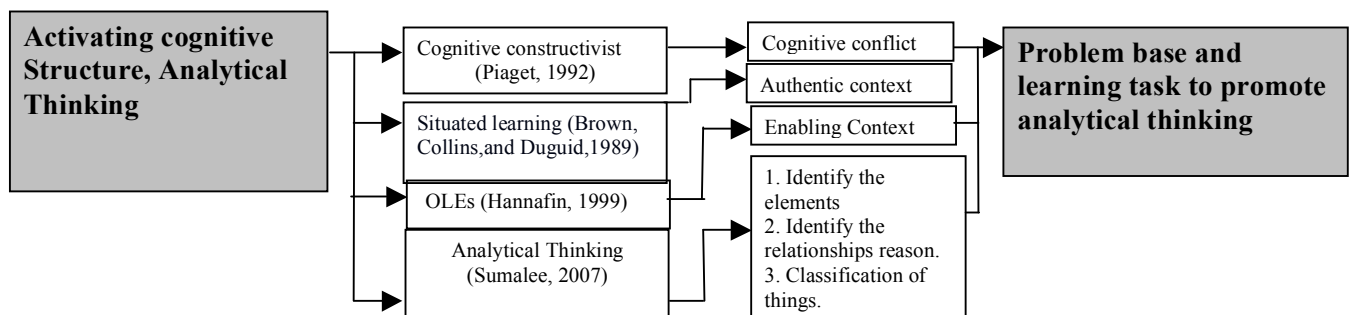 Activating cognitive
Structure, Analytical
Thinking
Cognitive constructivist
(Piaget, 1992)
Situated learning (Brown,
Collins,and Duguid,1989)
OLEs (Hannafin, 1999)
Analytical Thinking
(Sumalee, 2007)
Cognitive conflict
Authentic context
Enabling Context
1. Identify the
elements
2. Identify the
relationships reason.
3. Classification of
things.
Problem base and
learning task to promote
analytical thinking